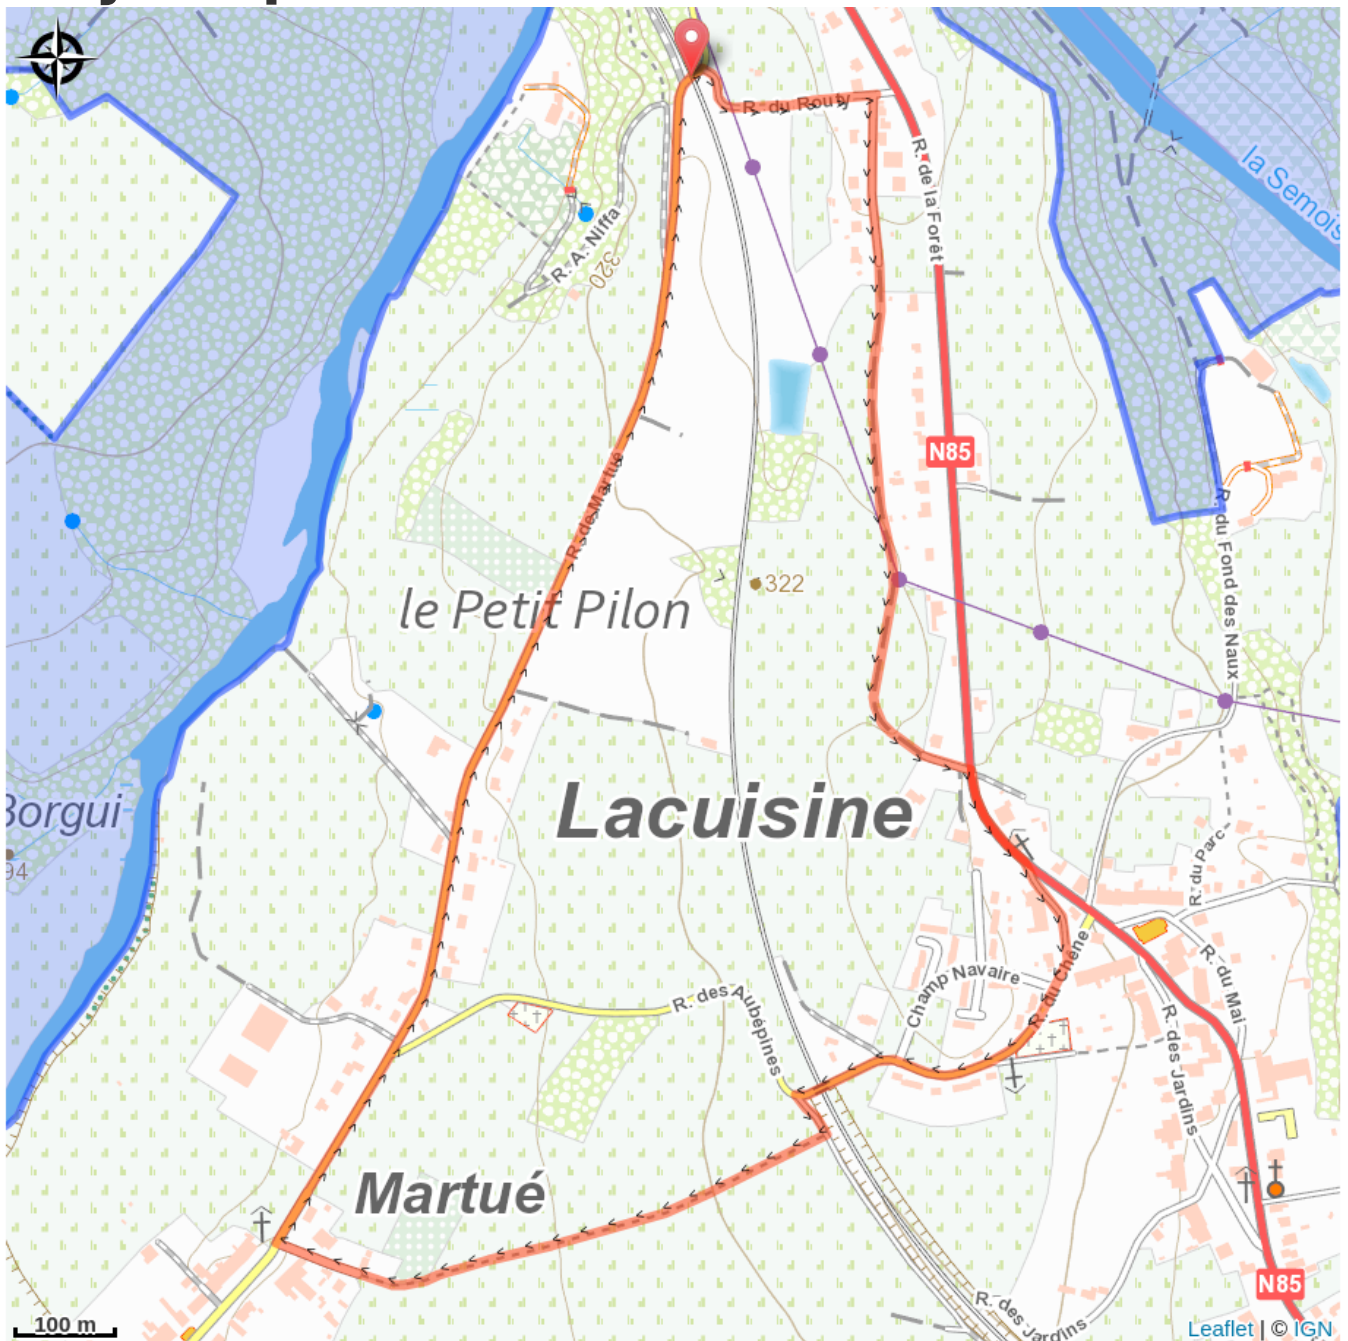 R. du Routy
R. de la Forêt
la Semois
R. A. Niffa
320
N85
R. de Martué
R. du Fond des Naux
322
le Petit Pilon
Lacuisine
Borgui
94
R. du Parc
R. du Chêne
Champ Navaire
R. du Mai
R. des Aubépines
R. des Jardins
Martué
N85
R. des Jardins
100 m
Leaflet | © IGN